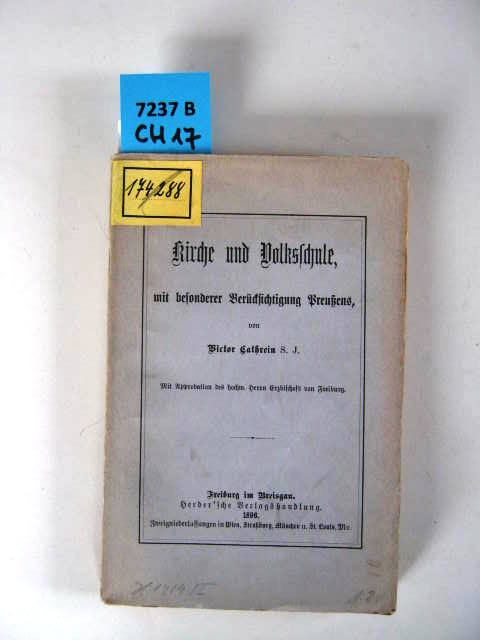 7237 B
CH 17
174288
Kirche und Volksschule,
mit besonderer Berücksichtigung Preußens,
von
Victor Cathrein S. J.
Mit Approbation des hochw. Herrn Erzbischofs von Freiburg.
Freiburg im Breisgau.
Herder'sche Verlagshandlung.
1896.
Zweigniederlassungen in Wien, Straßburg, München u. St. Louis, Mo.